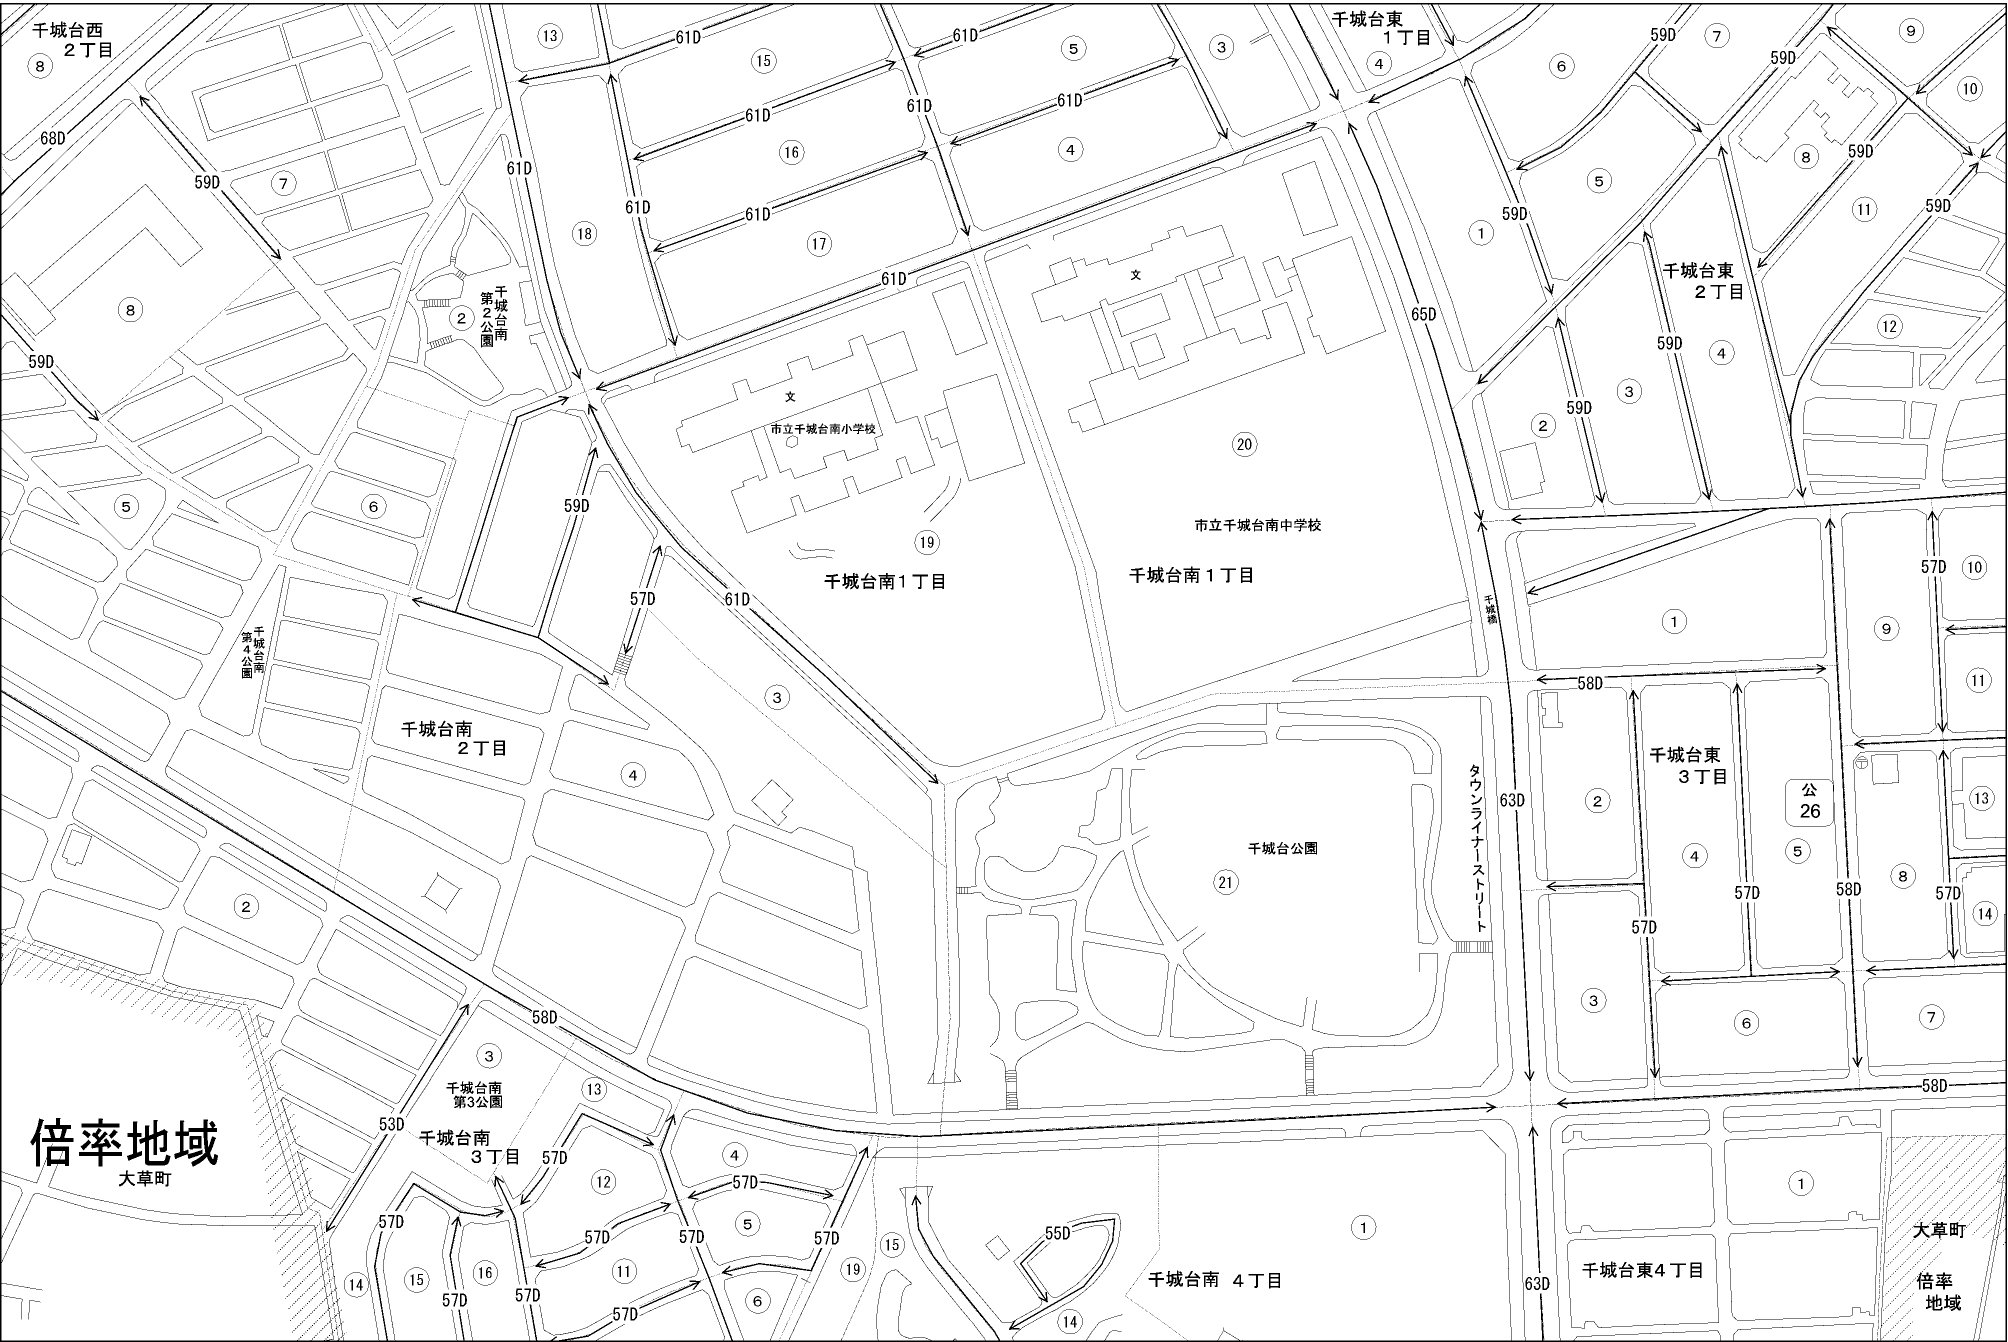 千城台西
２丁目
8
68D
59D
7
13
61D
15
61D
5
3
千城台東
１丁目
4
6
59D
7
59D
9
10
61D
61D
61D
61D
16
4
59D
8
59D
61D
61D
18
17
61D
65D
1
59D
5
11
59D
千城台東
２丁目
12
8
59D
2
千城台南
第２公園
文
文
市立千城台南小学校
20
59D
4
3
59D
2
5
6
59D
57D
61D
19
市立千城台南中学校
千城台南１丁目
千城台南１丁目
千城橋
1
9
57D
10
11
58D
千城台南
第４公園
千城台南
２丁目
3
4
千城台東
３丁目
タウンライナーストリート
63D
2
公
26
13
千城台公園
21
4
5
57D
58D
8
57D
14
57D
2
58D
3
6
7
58D
3
千城台南
第３公園
13
53D
千城台南
３丁目
倍率地域
大草町
57D
12
4
57D
57D
57D
5
57D
57D
15
19
14
15
16
57D
57D
11
57D
6
55D
14
千城台南 ４丁目
1
63D
千城台東４丁目
1
大草町
倍率
地域